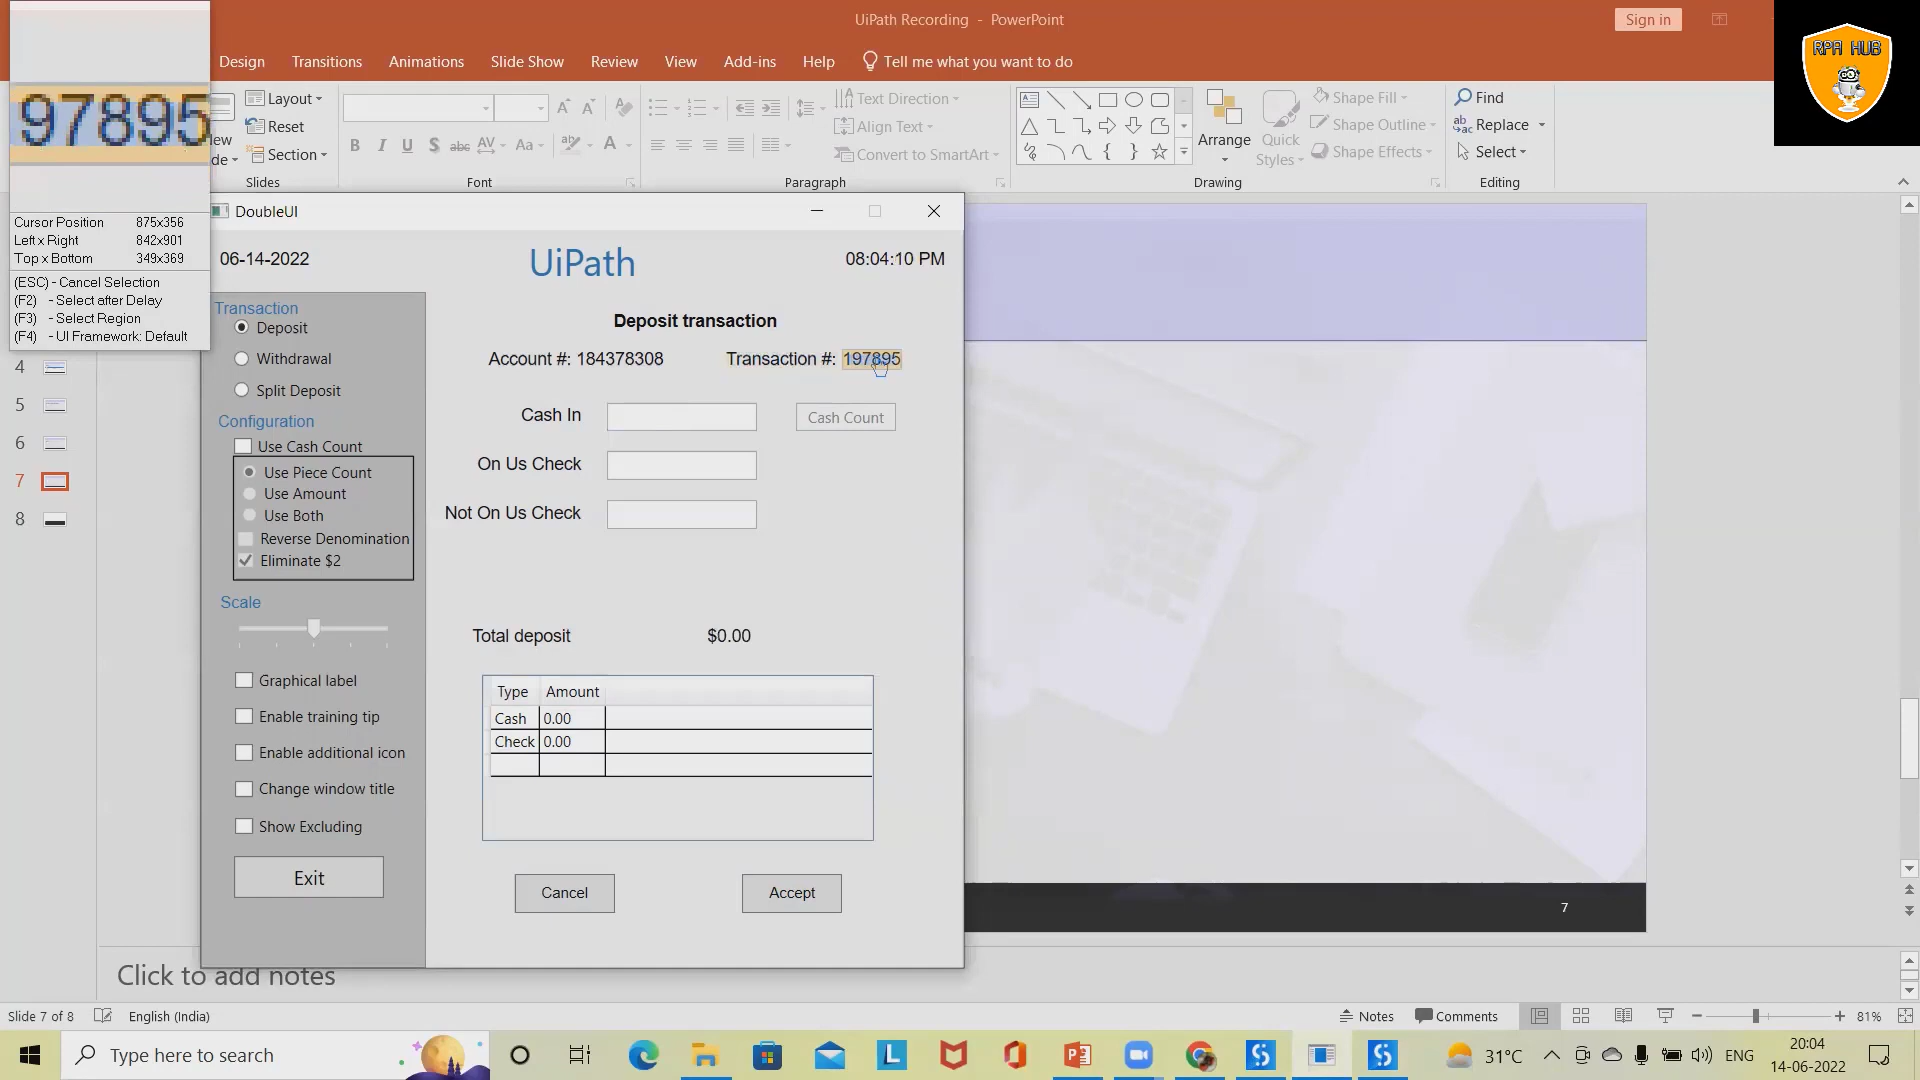 UiPath Recording - PowerPoint
Sign in
RPA HUB
Design
Transitions
Animations
Slide Show
Review
View
Add-ins
Help
Tell me what you want to do
97895
Layout
Reset
Section
Slides
Font
Text Direction
Align Text
Convert to SmartArt
Paragraph
Arrange
Quick
Styles
Shape Fill
Shape Outline
Shape Effects
Drawing
Find
Replace
Select
Editing
Cursor Position 875x356
Left x Right 842x901
Top x Bottom 349x369
(ESC) - Cancel Selection
(F2) - Select after Delay
(F3) - Select Region
(F4) - UI Framework: Default
4
5
6
7
8
DoubleUI
06-14-2022
UiPath
08:04:10 PM
Transaction
Deposit
Withdrawal
Split Deposit
Configuration
Use Cash Count
Use Piece Count
Use Amount
Use Both
Reverse Denomination
Eliminate $2
Scale
Graphical label
Enable training tip
Enable additional icon
Change window title
Show Excluding
Exit
Deposit transaction
Account #: 184378308
Transaction #: 197895
Cash In
Cash Count
On Us Check
Not On Us Check
Total deposit $0.00
Type Amount
Cash 0.00
Check 0.00
Cancel
Accept
7
Click to add notes
Slide 7 of 8
English (India)
Notes
Comments
81%
Type here to search
31°C
ENG
20:04
14-06-2022